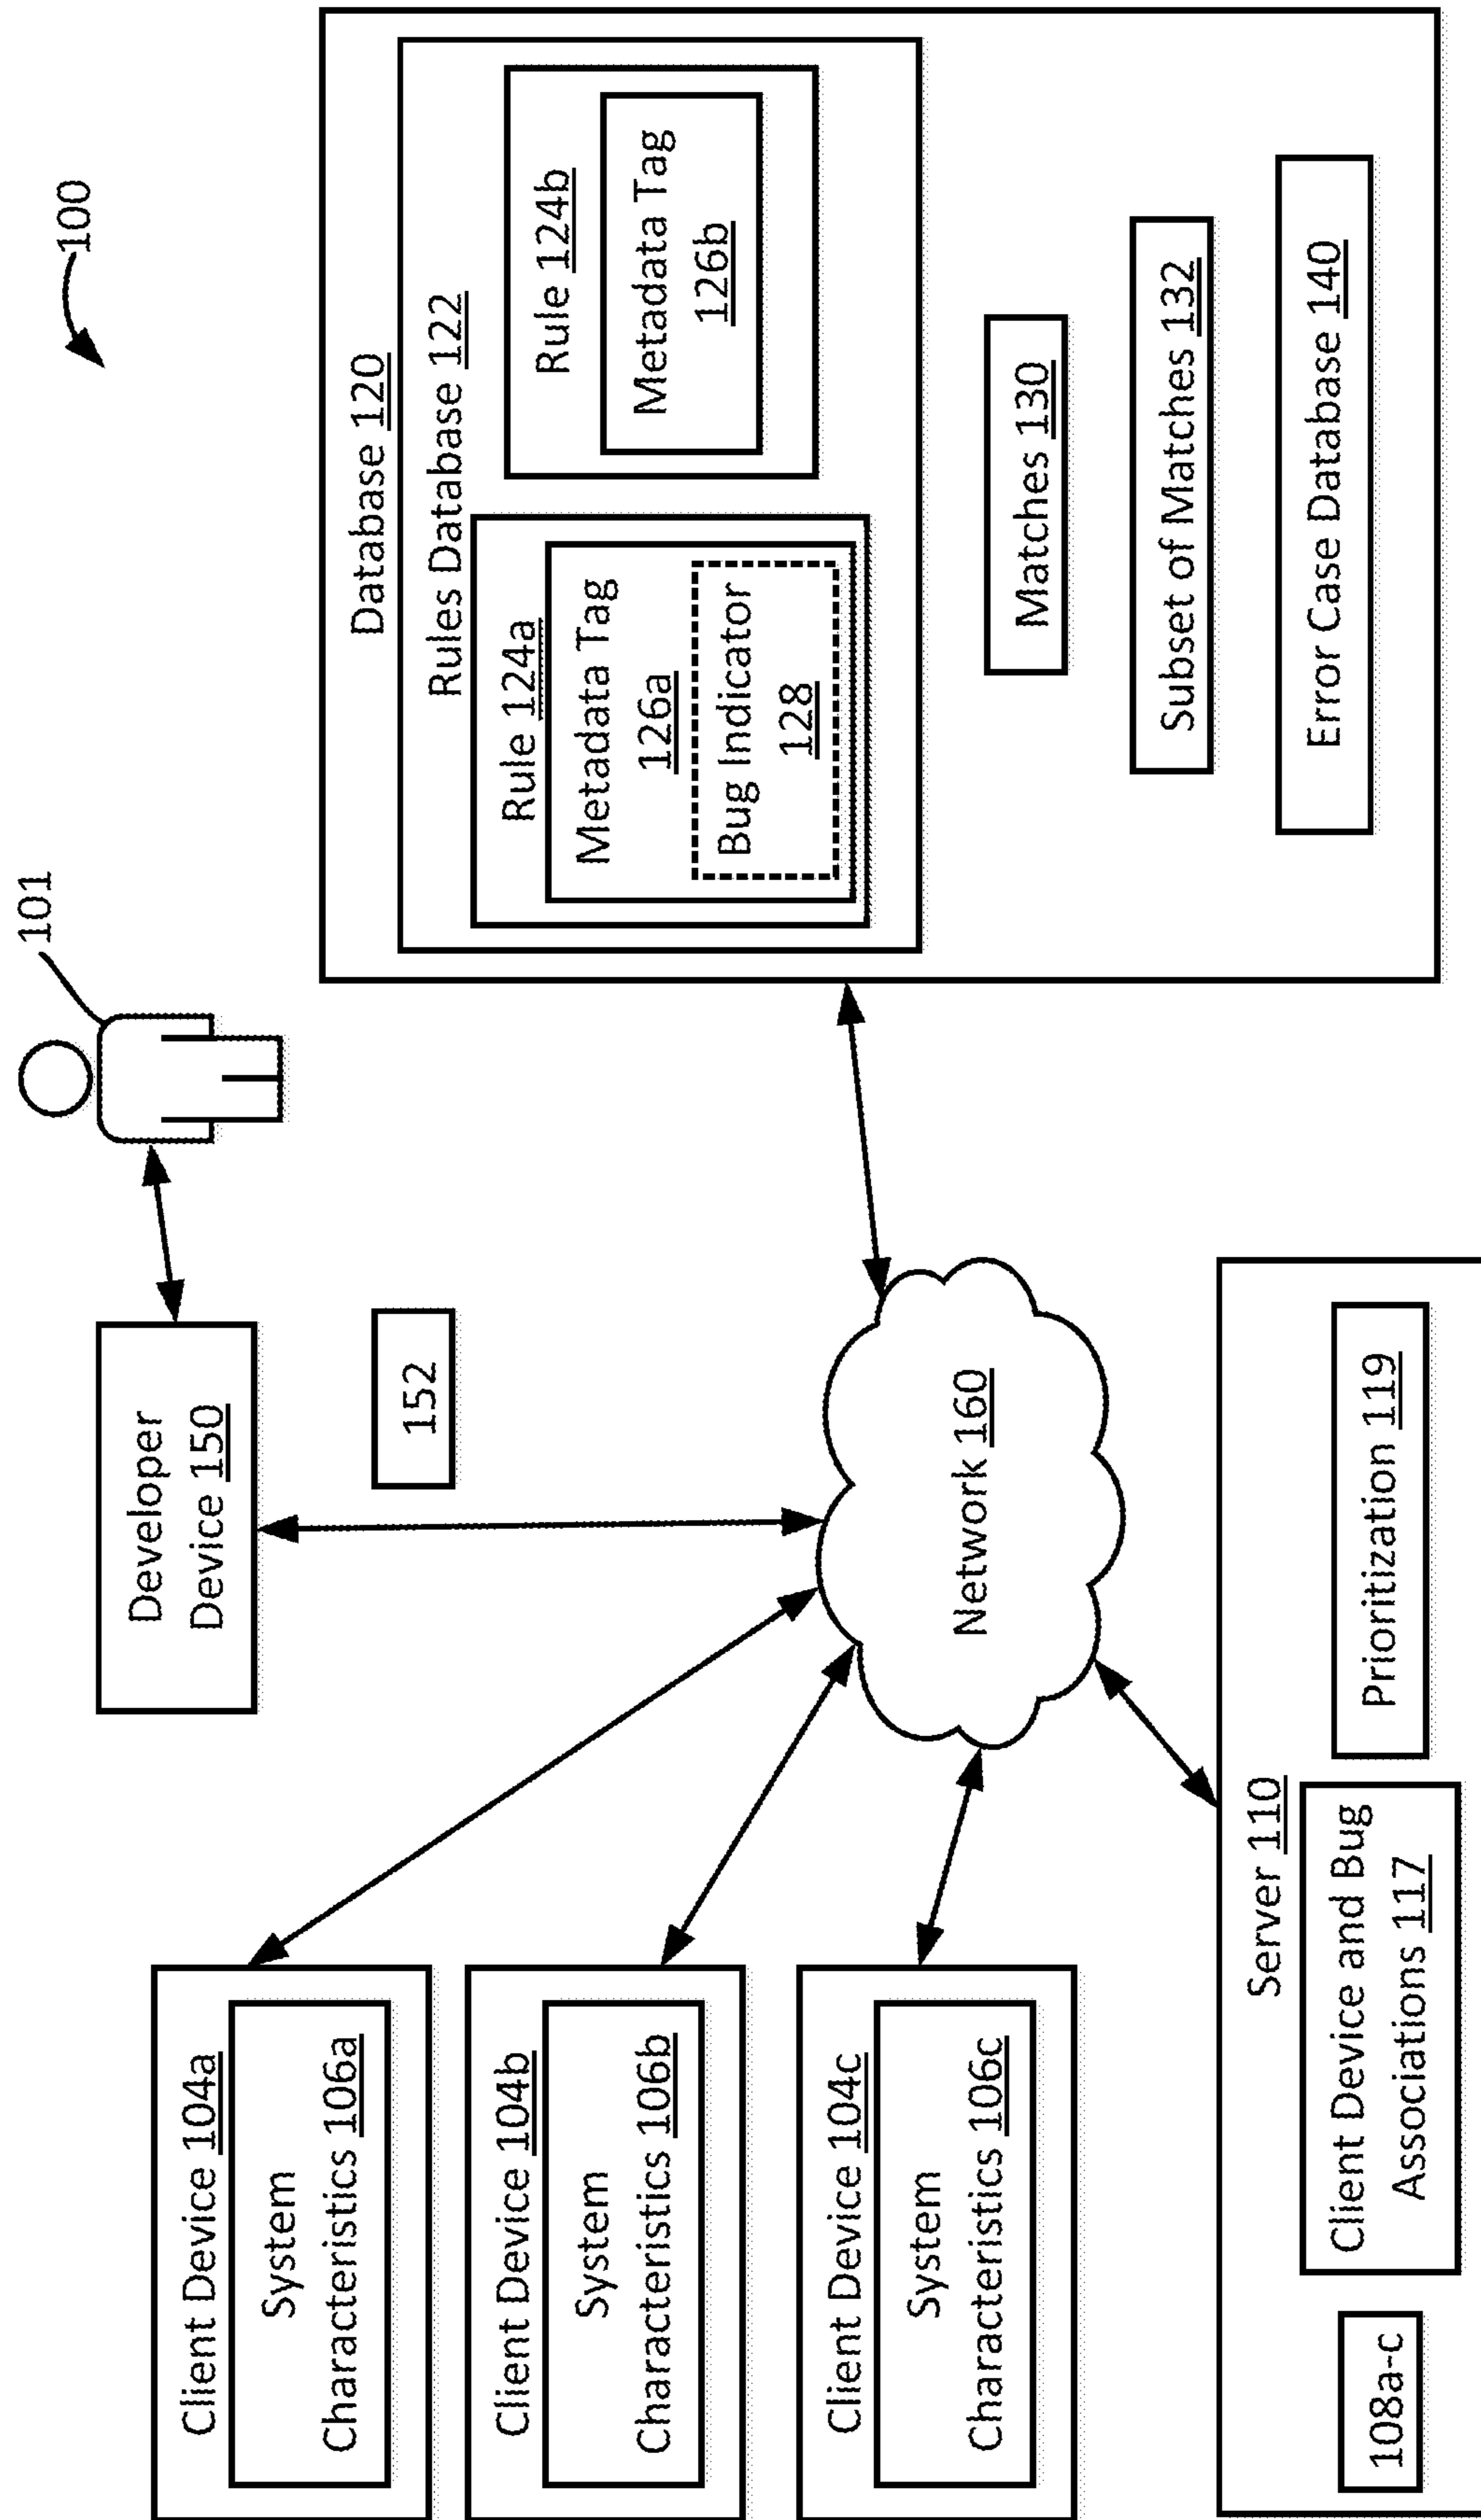 100
101
Developer
Device 150
152
Client Device 104a
System
Characteristics 106a
Client Device 104b
System
Characteristics 106b
Client Device 104c
System
Characteristics 106c
Network 160
Server 110
108a-c
Client Device and Bug
Associations 117
Prioritization 119
Database 120
Rules Database 122
Rule 124a
Metadata Tag
126a
Bug Indicator
128
Rule 124b
Metadata Tag
126b
Matches 130
Subset of Matches 132
Error Case Database 140